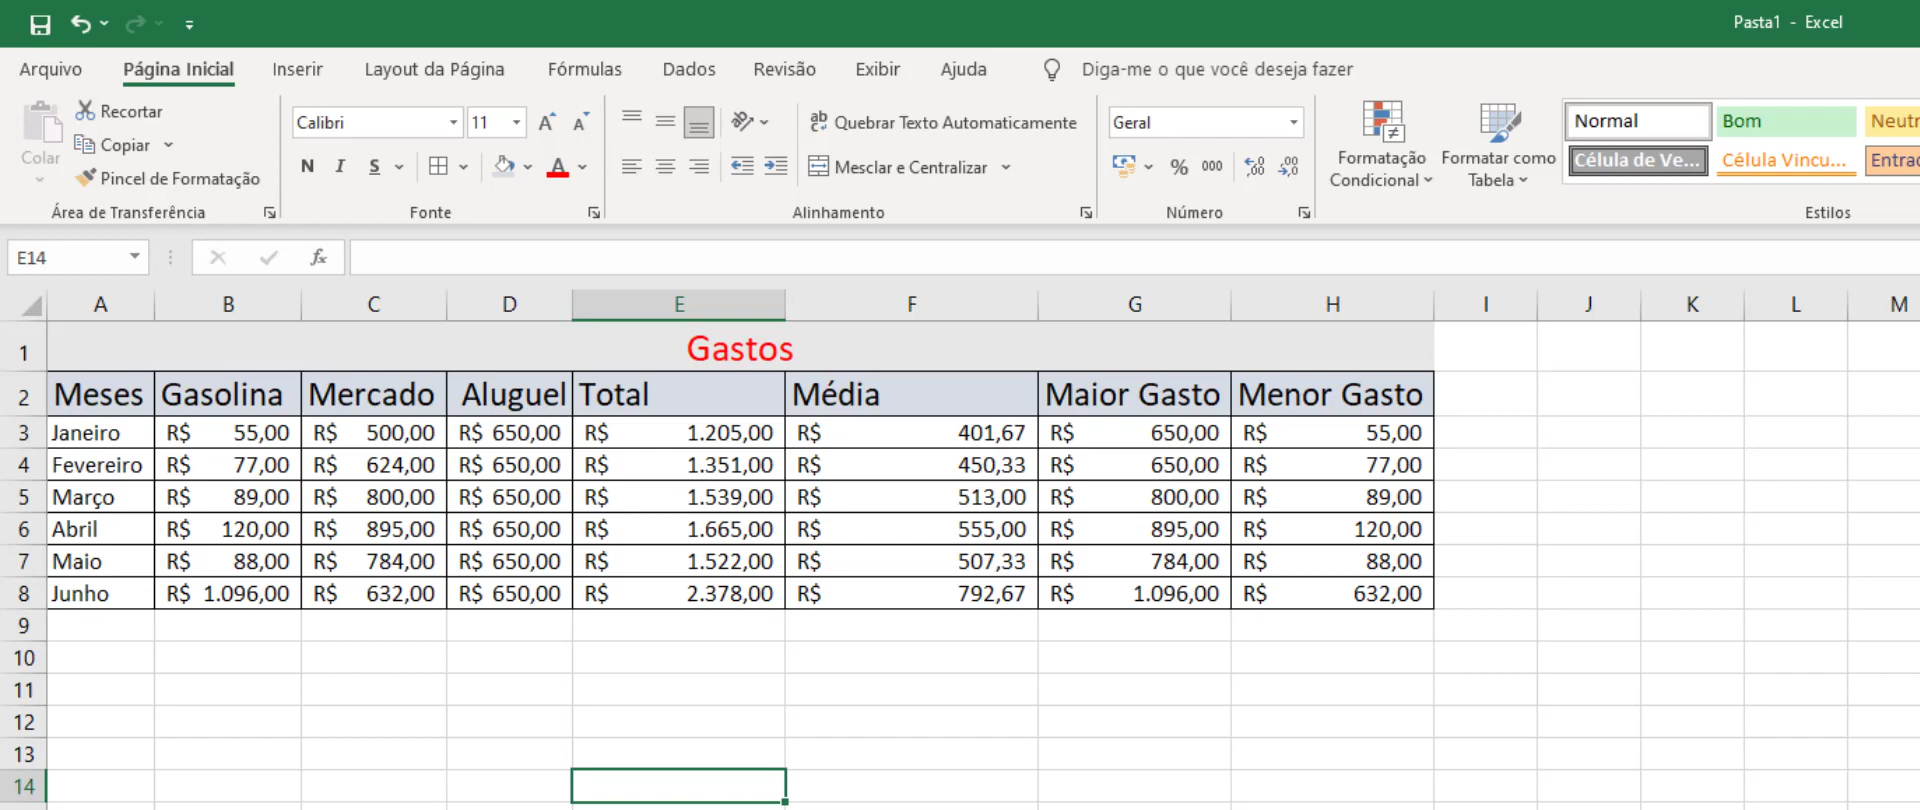 Pasta1 - Excel
Arquivo Página Inicial Inserir Layout da Página Fórmulas Dados Revisão Exibir Ajuda Diga-me o que você deseja fazer
Colar
Recortar
Copiar
Pincel de Formatação
Área de Transferência
Calibri 11
N I S
Fonte
Quebrar Texto Automaticamente
Mesclar e Centralizar
Alinhamento
Geral
% 000
Número
Formatação Condicional
Formatar como Tabela
Normal Bom Neutr
Célula de Ve... Célula Vincu... Entrad
Estilos
E14 fx
A B C D E F G H I J K L M
1 Gastos
2 Meses Gasolina Mercado Aluguel Total Média Maior Gasto Menor Gasto
3 Janeiro R$ 55,00 R$ 500,00 R$ 650,00 R$ 1.205,00 R$ 401,67 R$ 650,00 R$ 55,00
4 Fevereiro R$ 77,00 R$ 624,00 R$ 650,00 R$ 1.351,00 R$ 450,33 R$ 650,00 R$ 77,00
5 Março R$ 89,00 R$ 800,00 R$ 650,00 R$ 1.539,00 R$ 513,00 R$ 800,00 R$ 89,00
6 Abril R$ 120,00 R$ 895,00 R$ 650,00 R$ 1.665,00 R$ 555,00 R$ 895,00 R$ 120,00
7 Maio R$ 88,00 R$ 784,00 R$ 650,00 R$ 1.522,00 R$ 507,33 R$ 784,00 R$ 88,00
8 Junho R$ 1.096,00 R$ 632,00 R$ 650,00 R$ 2.378,00 R$ 792,67 R$ 1.096,00 R$ 632,00
9
10
11
12
13
14